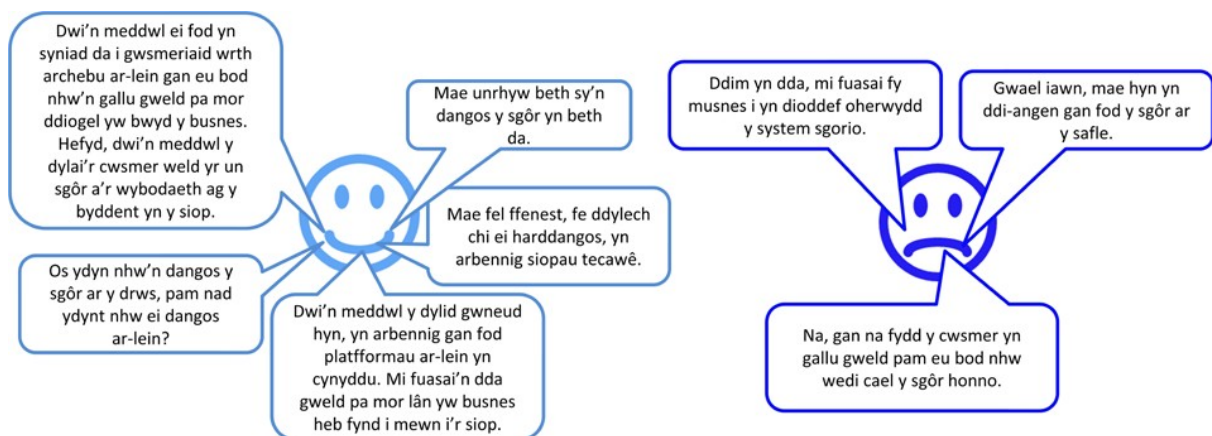 Dwi'n meddwl ei fod yn
syniad da i gwsmeriaid wrth
archebu ar-lein gan eu bod
nhw'n gallu gweld pa mor
ddiogel yw bwyd y busnes.
Hefyd, dwi'n meddwl y
dylai'r cwsmer weld yr un
sgôr a'r wybodaeth ag y
byddent yn y siop.
Mae unrhyw beth sy'n
dangos y sgôr yn beth
da.
Mae fel ffenest, fe ddylech
chi ei harddangos, yn
arbennig siopau tecawê.
Os ydyn nhw'n dangos y
sgôr ar y drws, pam nad
ydynt nhw ei dangos
ar-lein?
Dwi'n meddwl y dylid gwneud
hyn, yn arbennig gan fod
platfformau ar-lein yn
cynyddu. Mi fuasai'n dda
gweld pa mor lân yw busnes
heb fynd i mewn i'r siop.
Ddim yn dda, mi fuasai fy
musnes i yn dioddef oherwydd
y system sgorio.
Gwael iawn, mae hyn yn
ddi-angen gan fod y sgôr ar
y safle.
Na, gan na fydd y cwsmer yn
gallu gweld pam eu bod nhw
wedi cael y sgôr honno.